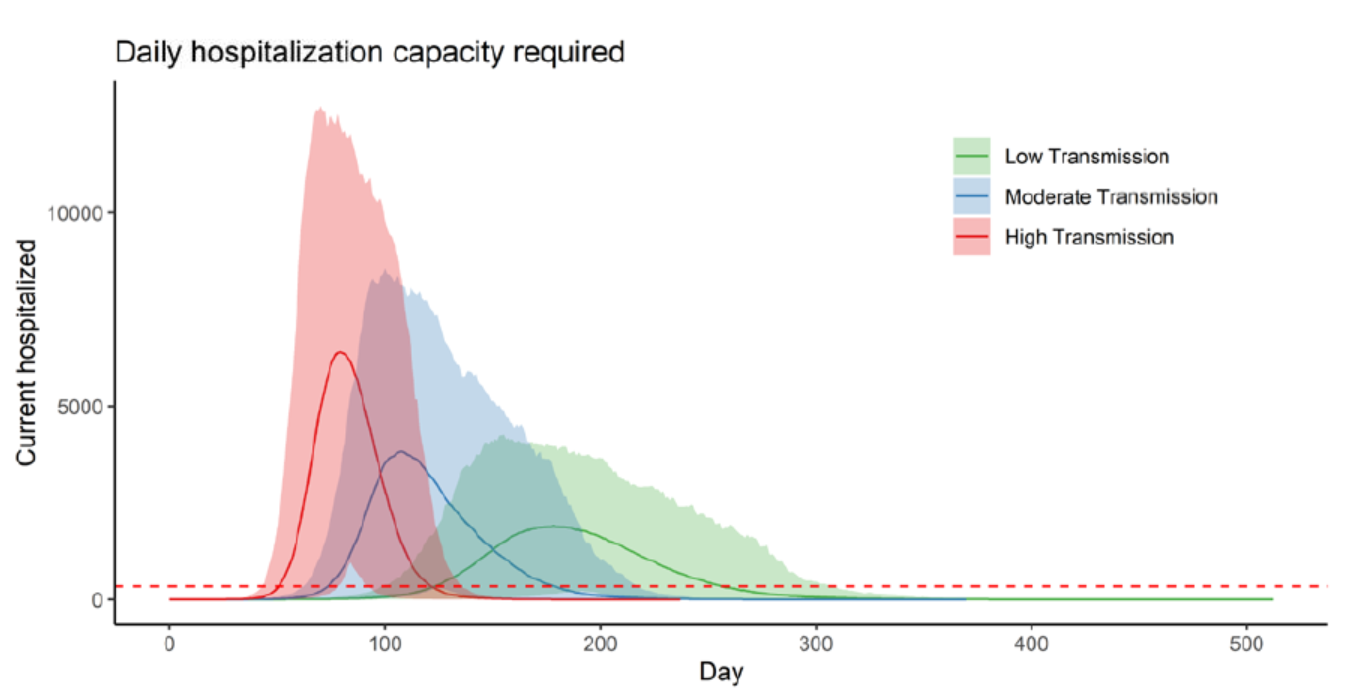 Daily hospitalization capacity required
Low Transmission
Moderate Transmission
High Transmission
10000
5000
0
Current hospitalized
0 100 200 300 400 500
Day